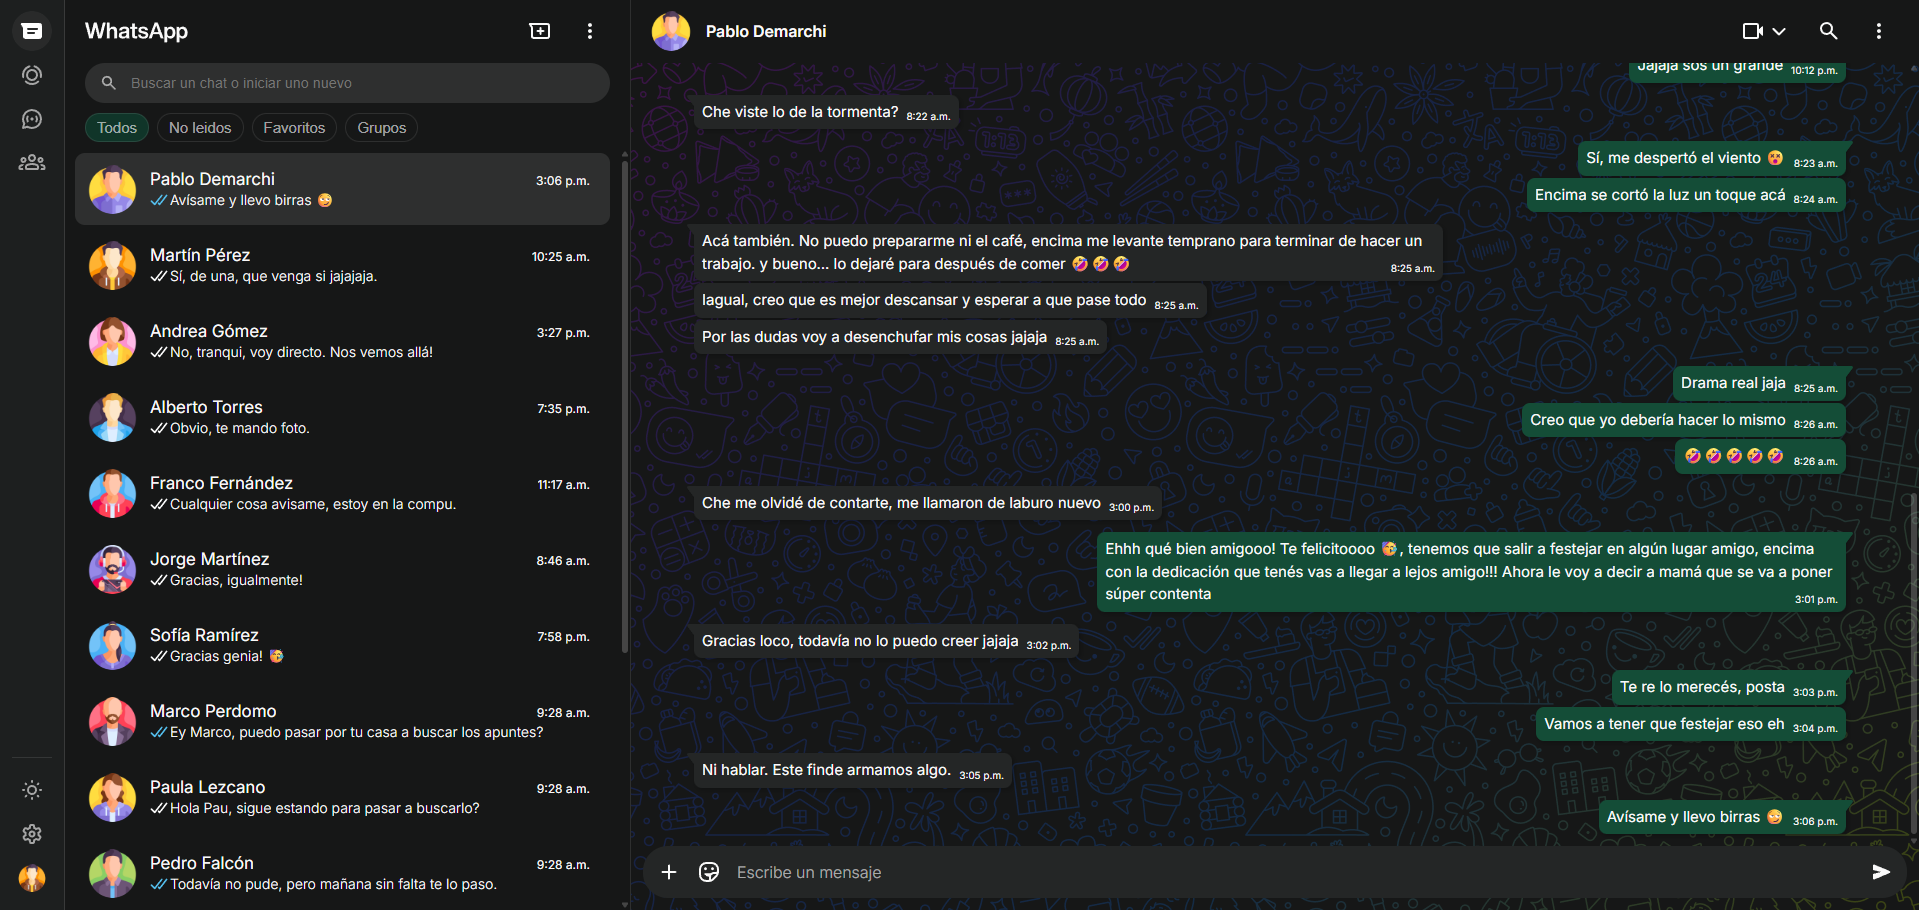 WhatsApp
Buscar un chat o iniciar uno nuevo
Todos
No leidos
Favoritos
Grupos
Pablo Demarchi
3:06 p.m.
Avísame y llevo birras 🤪
Martín Pérez
10:25 a.m.
Sí, de una, que venga si jajajaja.
Andrea Gómez
3:27 p.m.
No, tranqui, voy directo. Nos vemos allá!
Alberto Torres
7:35 p.m.
Obvio, te mando foto.
Franco Fernández
11:17 a.m.
Cualquier cosa avisame, estoy en la compu.
Jorge Martínez
8:46 a.m.
Gracias, igualmente!
Sofía Ramírez
7:58 p.m.
Gracias genia! 🥳
Marco Perdomo
9:28 a.m.
Ey Marco, puedo pasar por tu casa a buscar los apuntes?
Paula Lezcano
9:28 a.m.
Hola Pau, sigue estando para pasar a buscarlo?
Pedro Falcón
9:28 a.m.
Todavía no pude, pero mañana sin falta te lo paso.
Pablo Demarchi
Jajaja sos un grande 10:12 p.m.
Che viste lo de la tormenta? 8:22 a.m.
Sí, me despertó el viento 😵 8:23 a.m.
Encima se cortó la luz un toque acá 8:24 a.m.
Acá también. No puedo prepararme ni el café, encima me levante temprano para terminar de hacer un
trabajo. y bueno... lo dejaré para después de comer 🤣🤣🤣 8:25 a.m.
Iagual, creo que es mejor descansar y esperar a que pase todo 8:25 a.m.
Por las dudas voy a desenchufar mis cosas jajaja 8:25 a.m.
Drama real jaja 8:25 a.m.
Creo que yo debería hacer lo mismo 8:26 a.m.
🤣🤣🤣🤣🤣 8:26 a.m.
Che me olvidé de contarte, me llamaron de laburo nuevo 3:00 p.m.
Ehhh qué bien amigooo! Te felicitoooo 🥳, tenemos que salir a festejar en algún lugar amigo, encima
con la dedicación que tenés vas a llegar a lejos amigo!!! Ahora le voy a decir a mamá que se va a poner
súper contenta 3:01 p.m.
Gracias loco, todavía no lo puedo creer jajaja 3:02 p.m.
Te re lo merecés, posta 3:03 p.m.
Vamos a tener que festejar eso eh 3:04 p.m.
Ni hablar. Este finde armamos algo. 3:05 p.m.
Avísame y llevo birras 🤪 3:06 p.m.
Escribe un mensaje